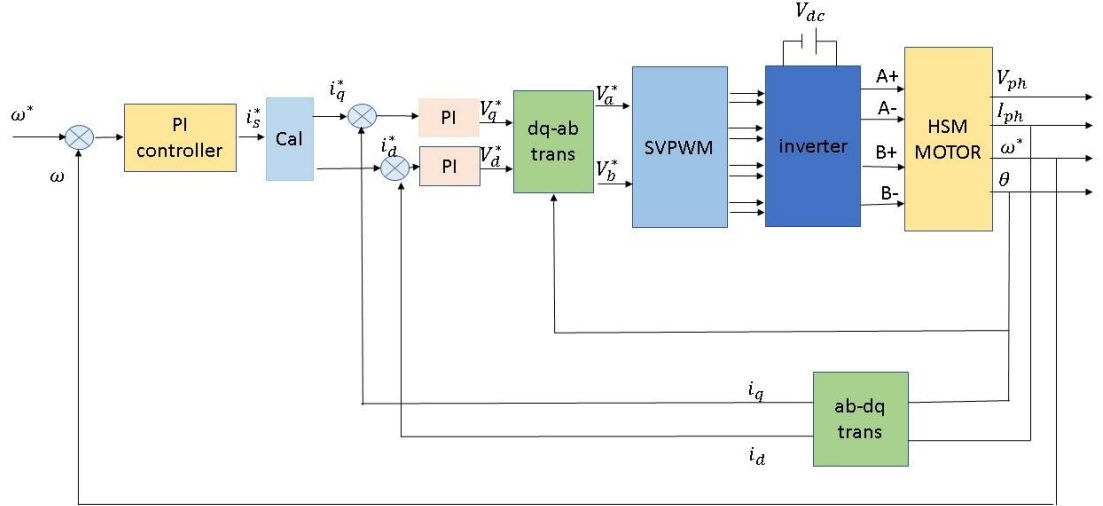 V_dc
ω*
ω
PI
controller
i_s*
Cal
i_q*
i_d*
PI
V_q*
PI
V_d*
dq-ab
trans
V_a*
V_b*
SVPWM
inverter
A+
A-
B+
B-
HSM
MOTOR
V_ph
I_ph
ω*
θ
i_q
i_d
ab-dq
trans